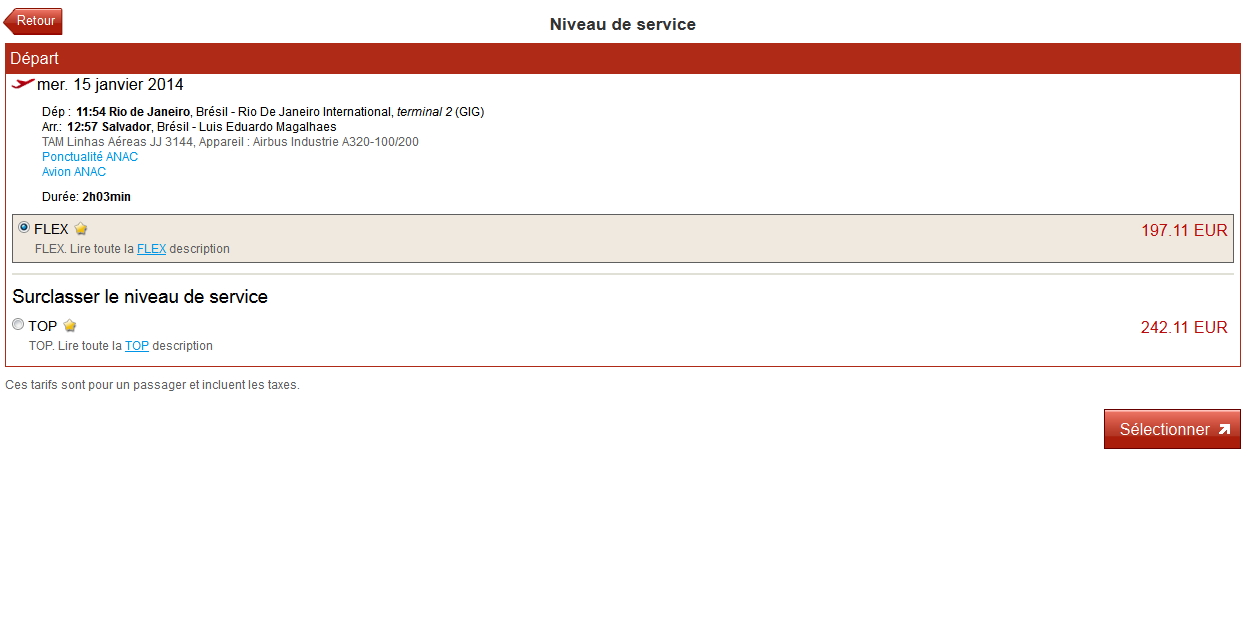 Retour
Niveau de service
Départ
mer. 15 janvier 2014
Dép : 11:54 Rio de Janeiro, Brésil - Rio De Janeiro International, terminal 2 (GIG)
Arr.: 12:57 Salvador, Brésil - Luis Eduardo Magalhaes
TAM Linhas Aéreas JJ 3144, Appareil : Airbus Industrie A320-100/200
Ponctualité ANAC
Avion ANAC
Durée: 2h03min
FLEX 197.11 EUR
FLEX. Lire toute la FLEX description
Surclasser le niveau de service
TOP 242.11 EUR
TOP. Lire toute la TOP description
Ces tarifs sont pour un passager et incluent les taxes.
Sélectionner